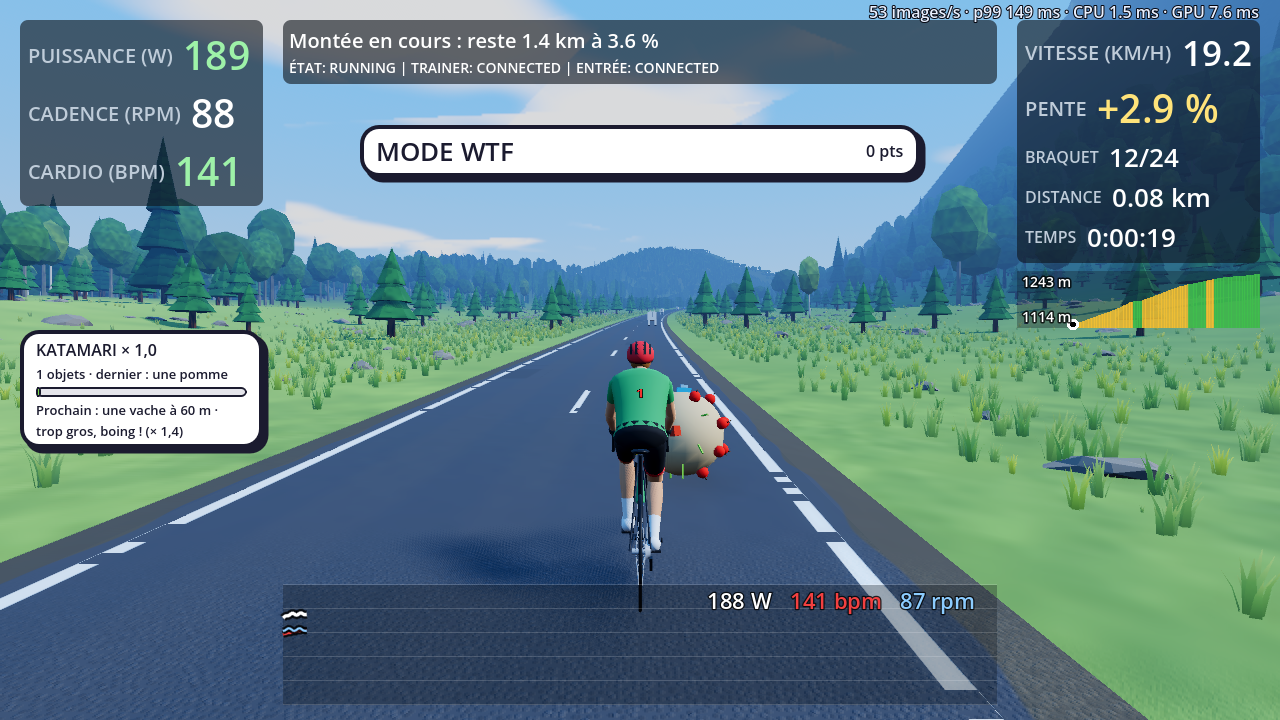 53 images/s · p99 149 ms · CPU 1.5 ms · GPU 7.6 ms
PUISSANCE (W) 189
CADENCE (RPM) 88
CARDIO (BPM) 141
Montée en cours : reste 1.4 km à 3.6 %
ÉTAT: RUNNING | TRAINER: CONNECTED | ENTRÉE: CONNECTED
MODE WTF 0 pts
VITESSE (KM/H) 19.2
PENTE +2.9 %
BRAQUET 12/24
DISTANCE 0.08 km
TEMPS 0:00:19
1243 m
1114 m
KATAMARI × 1,0
1 objets · dernier : une pomme
Prochain : une vache à 60 m ·
trop gros, boing ! (× 1,4)
1
188 W 141 bpm 87 rpm